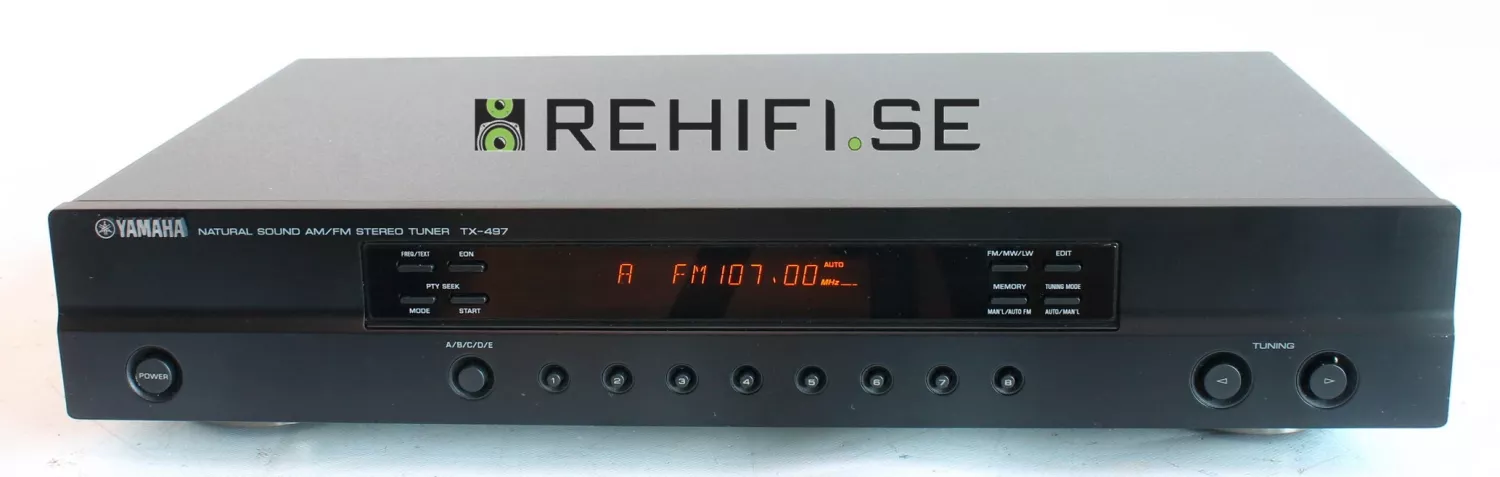 REHIFI.SE
YAMAHA NATURAL SOUND AM/FM STEREO TUNER TX-497
FREQ/TEXT EON
PTY SEEK
MODE START
A FM107.00 AUTO MHz
FM/MW/LW EDIT
MEMORY TUNING MODE
MAN'L/AUTO FM AUTO/MAN'L
POWER
A/B/C/D/E
1 2 3 4 5 6 7 8
TUNING